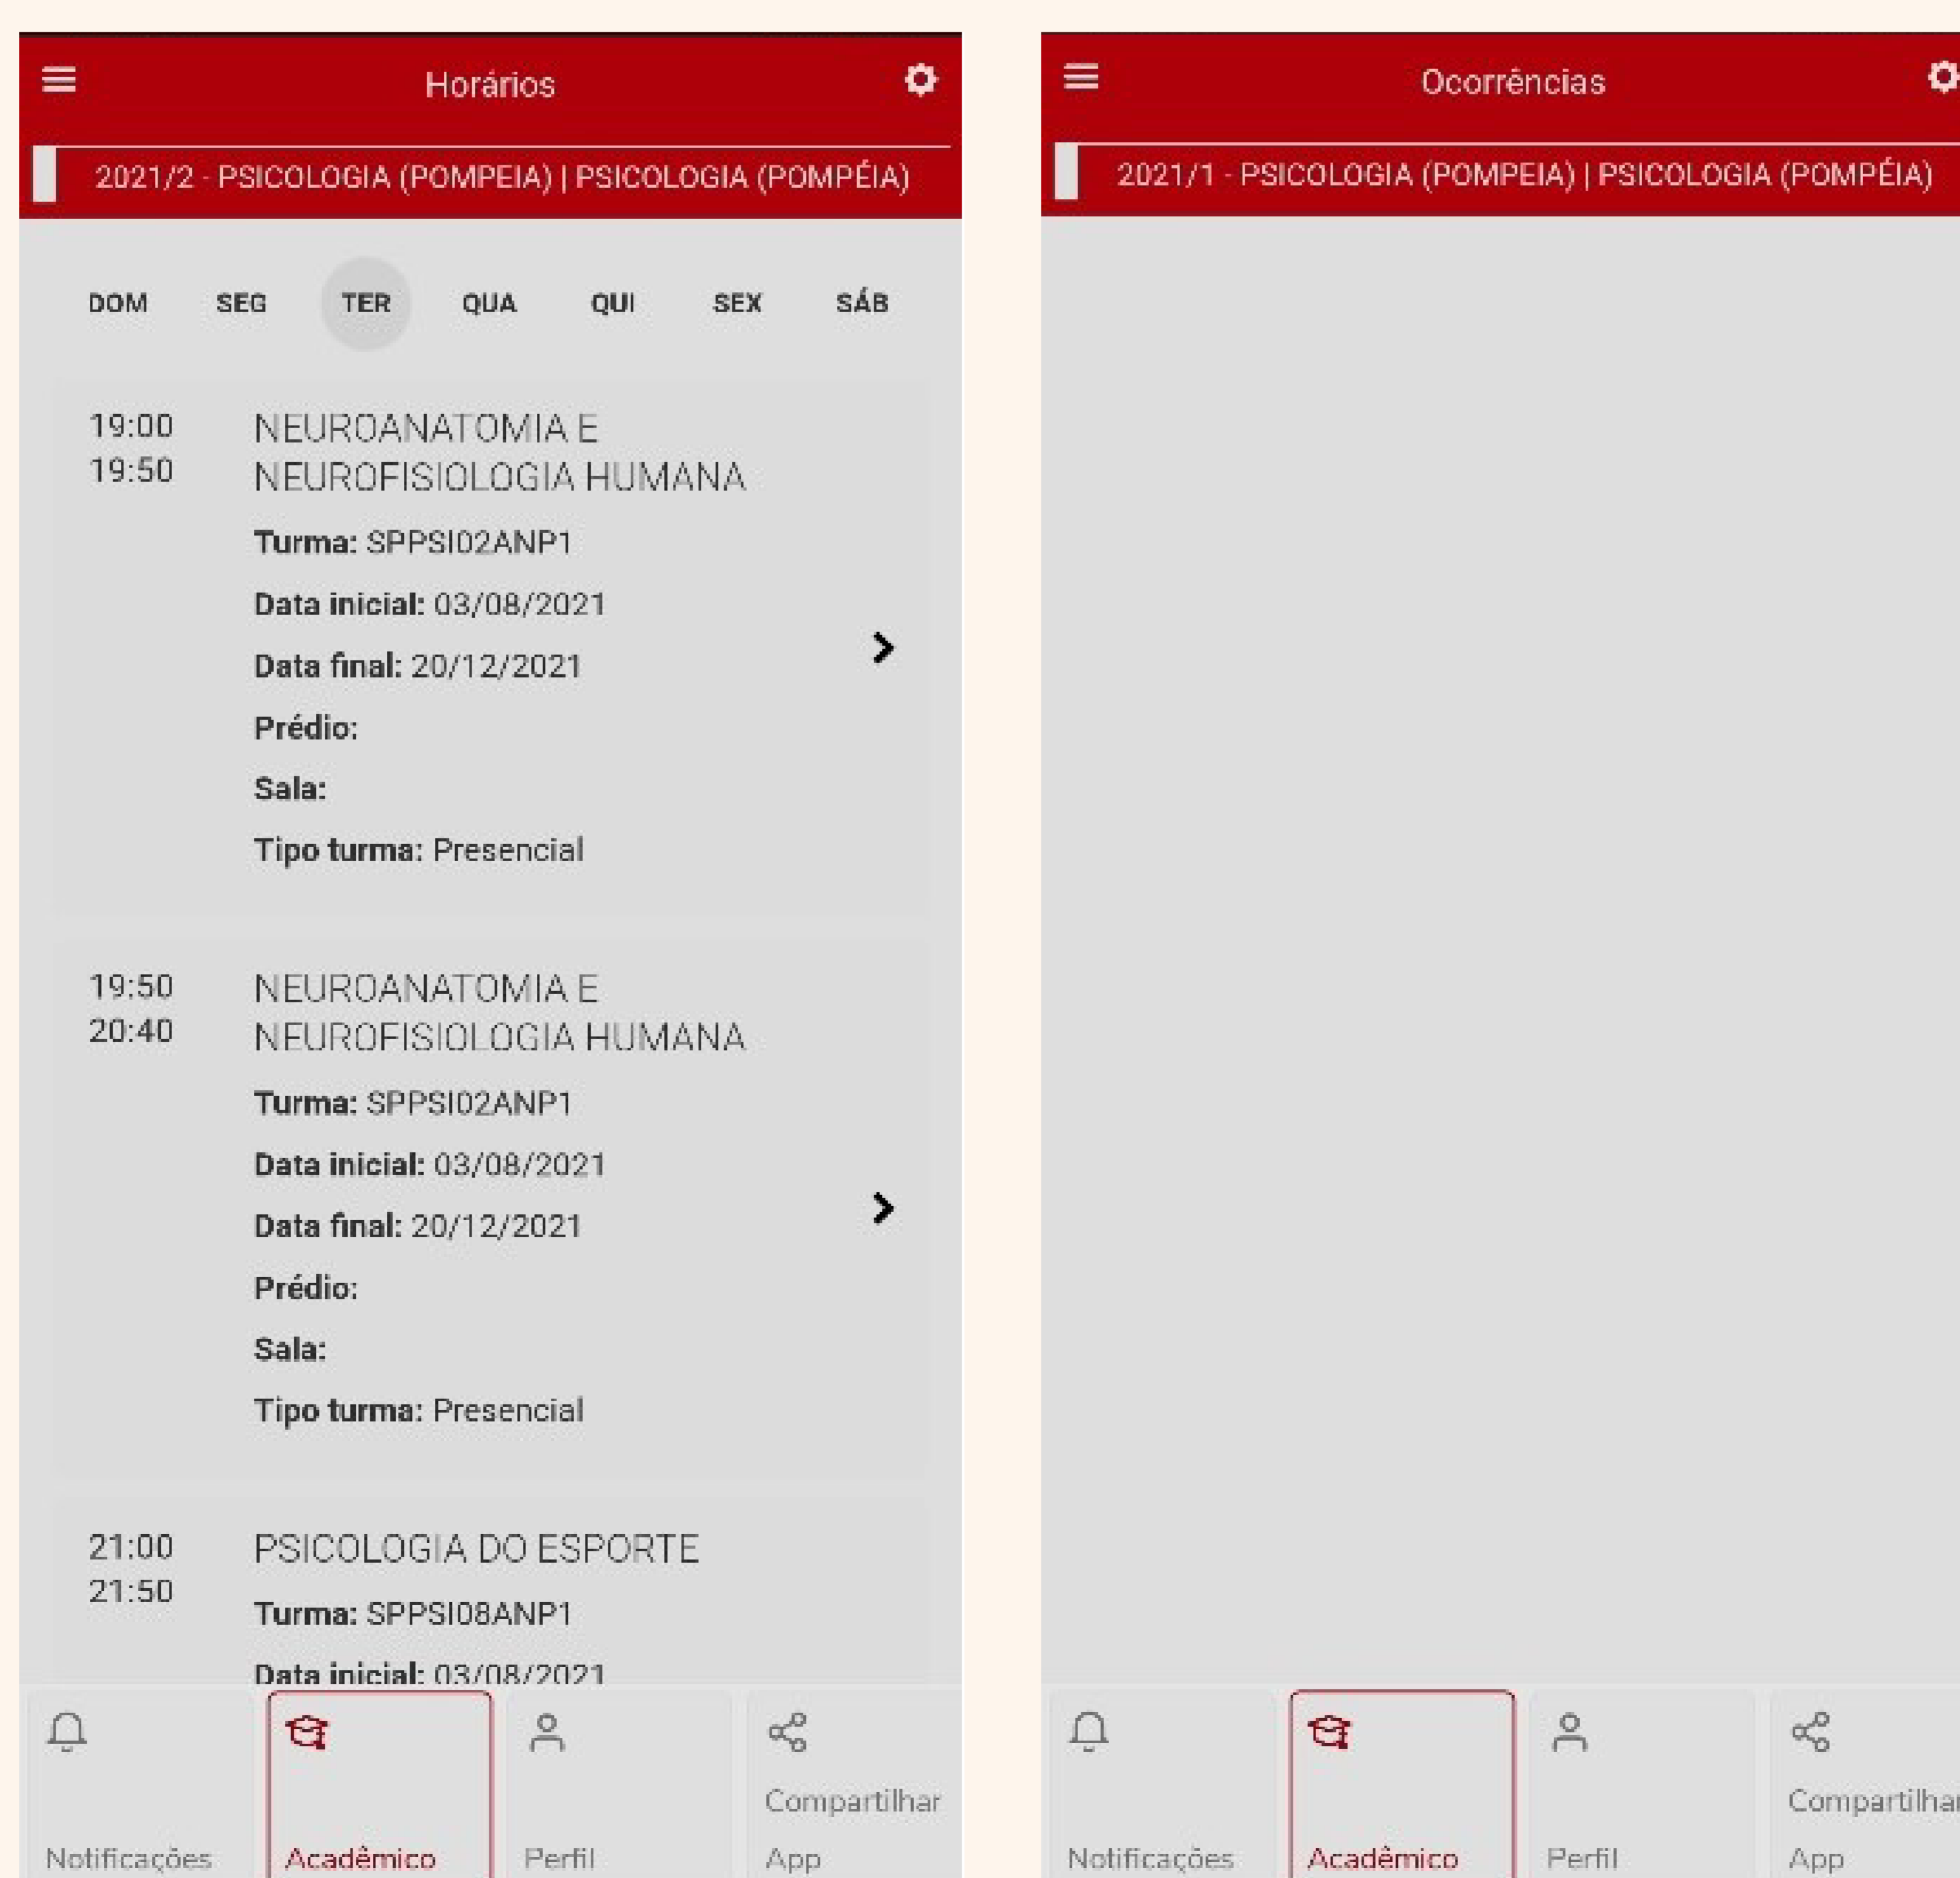 Horários
2021/2 - PSICOLOGIA (POMPEIA) | PSICOLOGIA (POMPÉIA)
DOM SEG TER QUA QUI SEX SÁB
19:00
19:50
NEUROANATOMIA E
NEUROFISIOLOGIA HUMANA
Turma: SPPSI02ANP1
Data inicial: 03/08/2021
Data final: 20/12/2021
Prédio:
Sala:
Tipo turma: Presencial
19:50
20:40
NEUROANATOMIA E
NEUROFISIOLOGIA HUMANA
Turma: SPPSI02ANP1
Data inicial: 03/08/2021
Data final: 20/12/2021
Prédio:
Sala:
Tipo turma: Presencial
21:00
21:50
PSICOLOGIA DO ESPORTE
Turma: SPPSI08ANP1
Data inicial: 03/08/2021
Notificações
Acadêmico
Perfil
Compartilhar
App
Ocorrências
2021/1 - PSICOLOGIA (POMPEIA) | PSICOLOGIA (POMPÉIA)
Notificações
Acadêmico
Perfil
Compartilhar
App